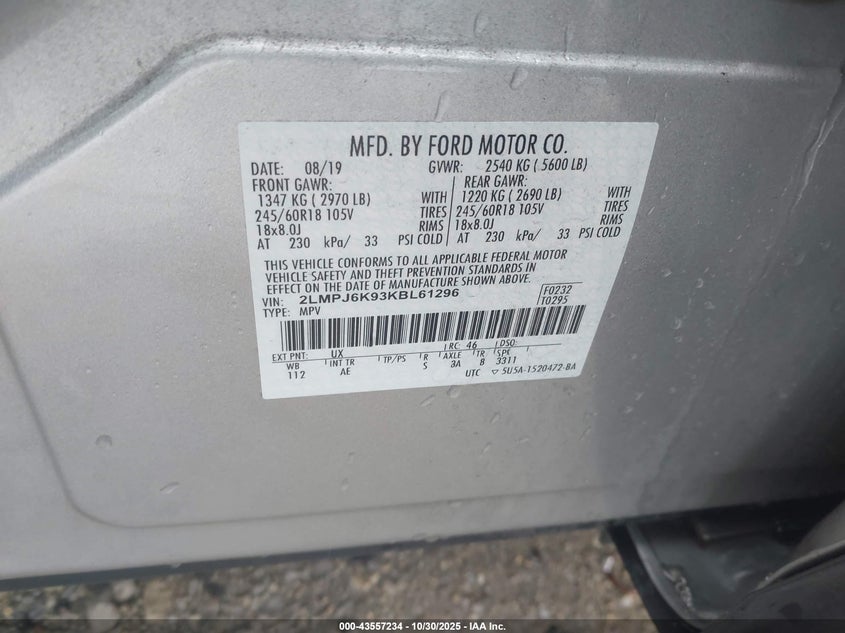 MFD. BY FORD MOTOR CO.
DATE: 08/19 GVWR: 2540 KG ( 5600 LB)
FRONT GAWR: REAR GAWR:
1347 KG ( 2970 LB) WITH 1220 KG ( 2690 LB) WITH
245/60R18 105V TIRES 245/60R18 105V TIRES
18x8.0J RIMS 18x8.0J RIMS
AT 230 kPa/ 33 PSI COLD AT 230 kPa/ 33 PSI COLD
THIS VEHICLE CONFORMS TO ALL APPLICABLE FEDERAL MOTOR
VEHICLE SAFETY AND THEFT PREVENTION STANDARDS IN
EFFECT ON THE DATE OF MANUFACTURE SHOWN ABOVE.
VIN: 2LMPJ6K93KBL61296 F0232
TYPE: MPV T0295
EXT PNT: UX RC: 46 DSO:
WB INT TR TP/PS R AXLE TR SPR
112 AE S 3A 8 3311
UTC ▽ 5U5A-1520472-BA
000-43557234 - 10/30/2025 - IAA Inc.